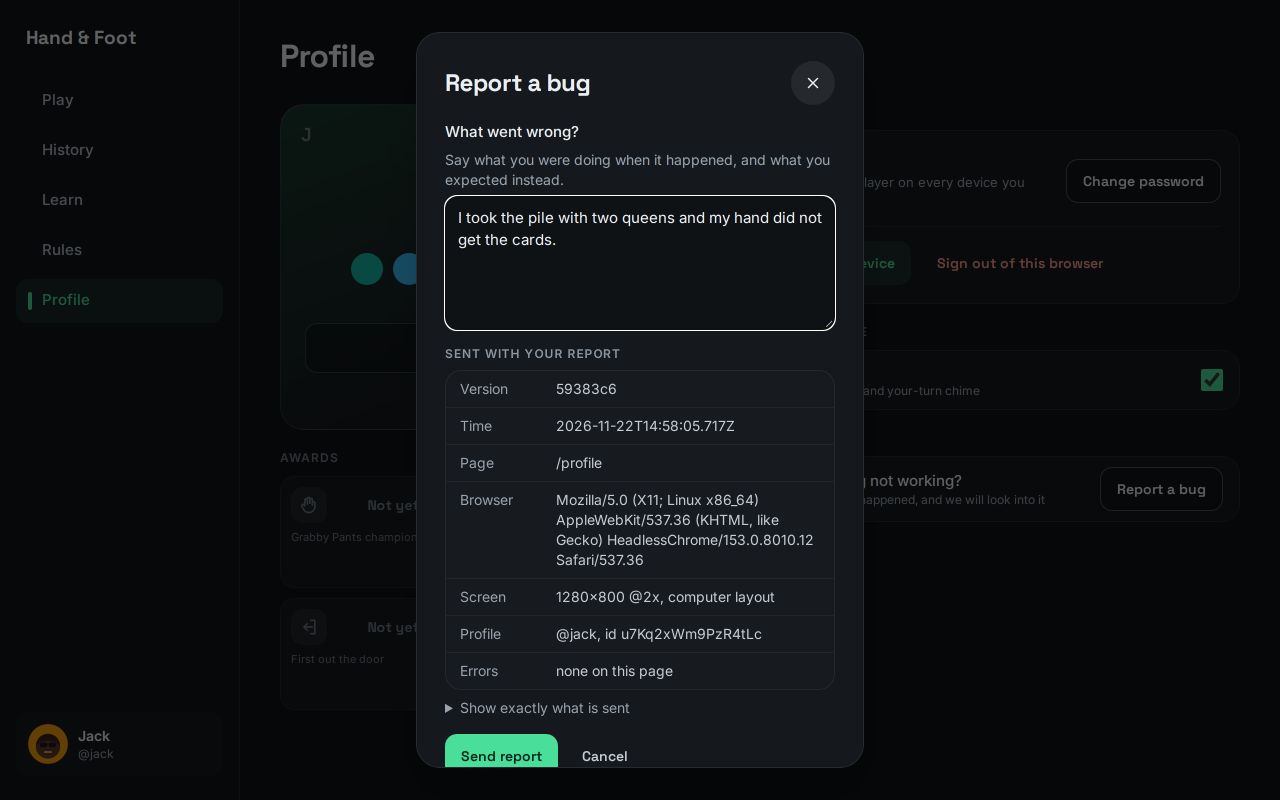 Hand & Foot
Play
History
Learn
Rules
Profile
Jack
@jack
Profile
J
AWARDS
Not yet
Grabby Pants champion
Not yet
First out the door
Report a bug
What went wrong?
Say what you were doing when it happened, and what you
expected instead.
I took the pile with two queens and my hand did not
get the cards.
SENT WITH YOUR REPORT
Version 59383c6
Time 2026-11-22T14:58:05.717Z
Page /profile
Browser Mozilla/5.0 (X11; Linux x86_64)
AppleWebKit/537.36 (KHTML, like
Gecko) HeadlessChrome/153.0.8010.12
Safari/537.36
Screen 1280×800 @2x, computer layout
Profile @jack, id u7Kq2xWm9PzR4tLc
Errors none on this page
Show exactly what is sent
Send report Cancel
on every device you
Change password
Sign out of this browser
and your-turn chime
not working?
and we will look into it
Report a bug